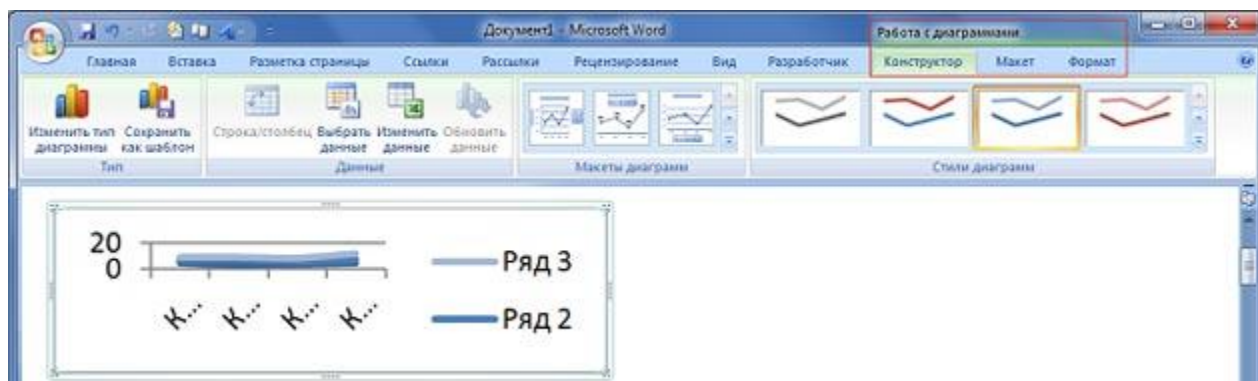 Документ1 - Microsoft Word
Работа с диаграммами
Главная Вставка Разметка страницы Ссылки Рассылки Рецензирование Вид Разработчик Конструктор Макет Формат
Изменить тип диаграммы Сохранить как шаблон Строка/столбец Выбрать данные Изменить данные Обновить данные
Тип Данные Макеты диаграмм Стили диаграмм
20
0
К... К... К... К...
Ряд 3
Ряд 2